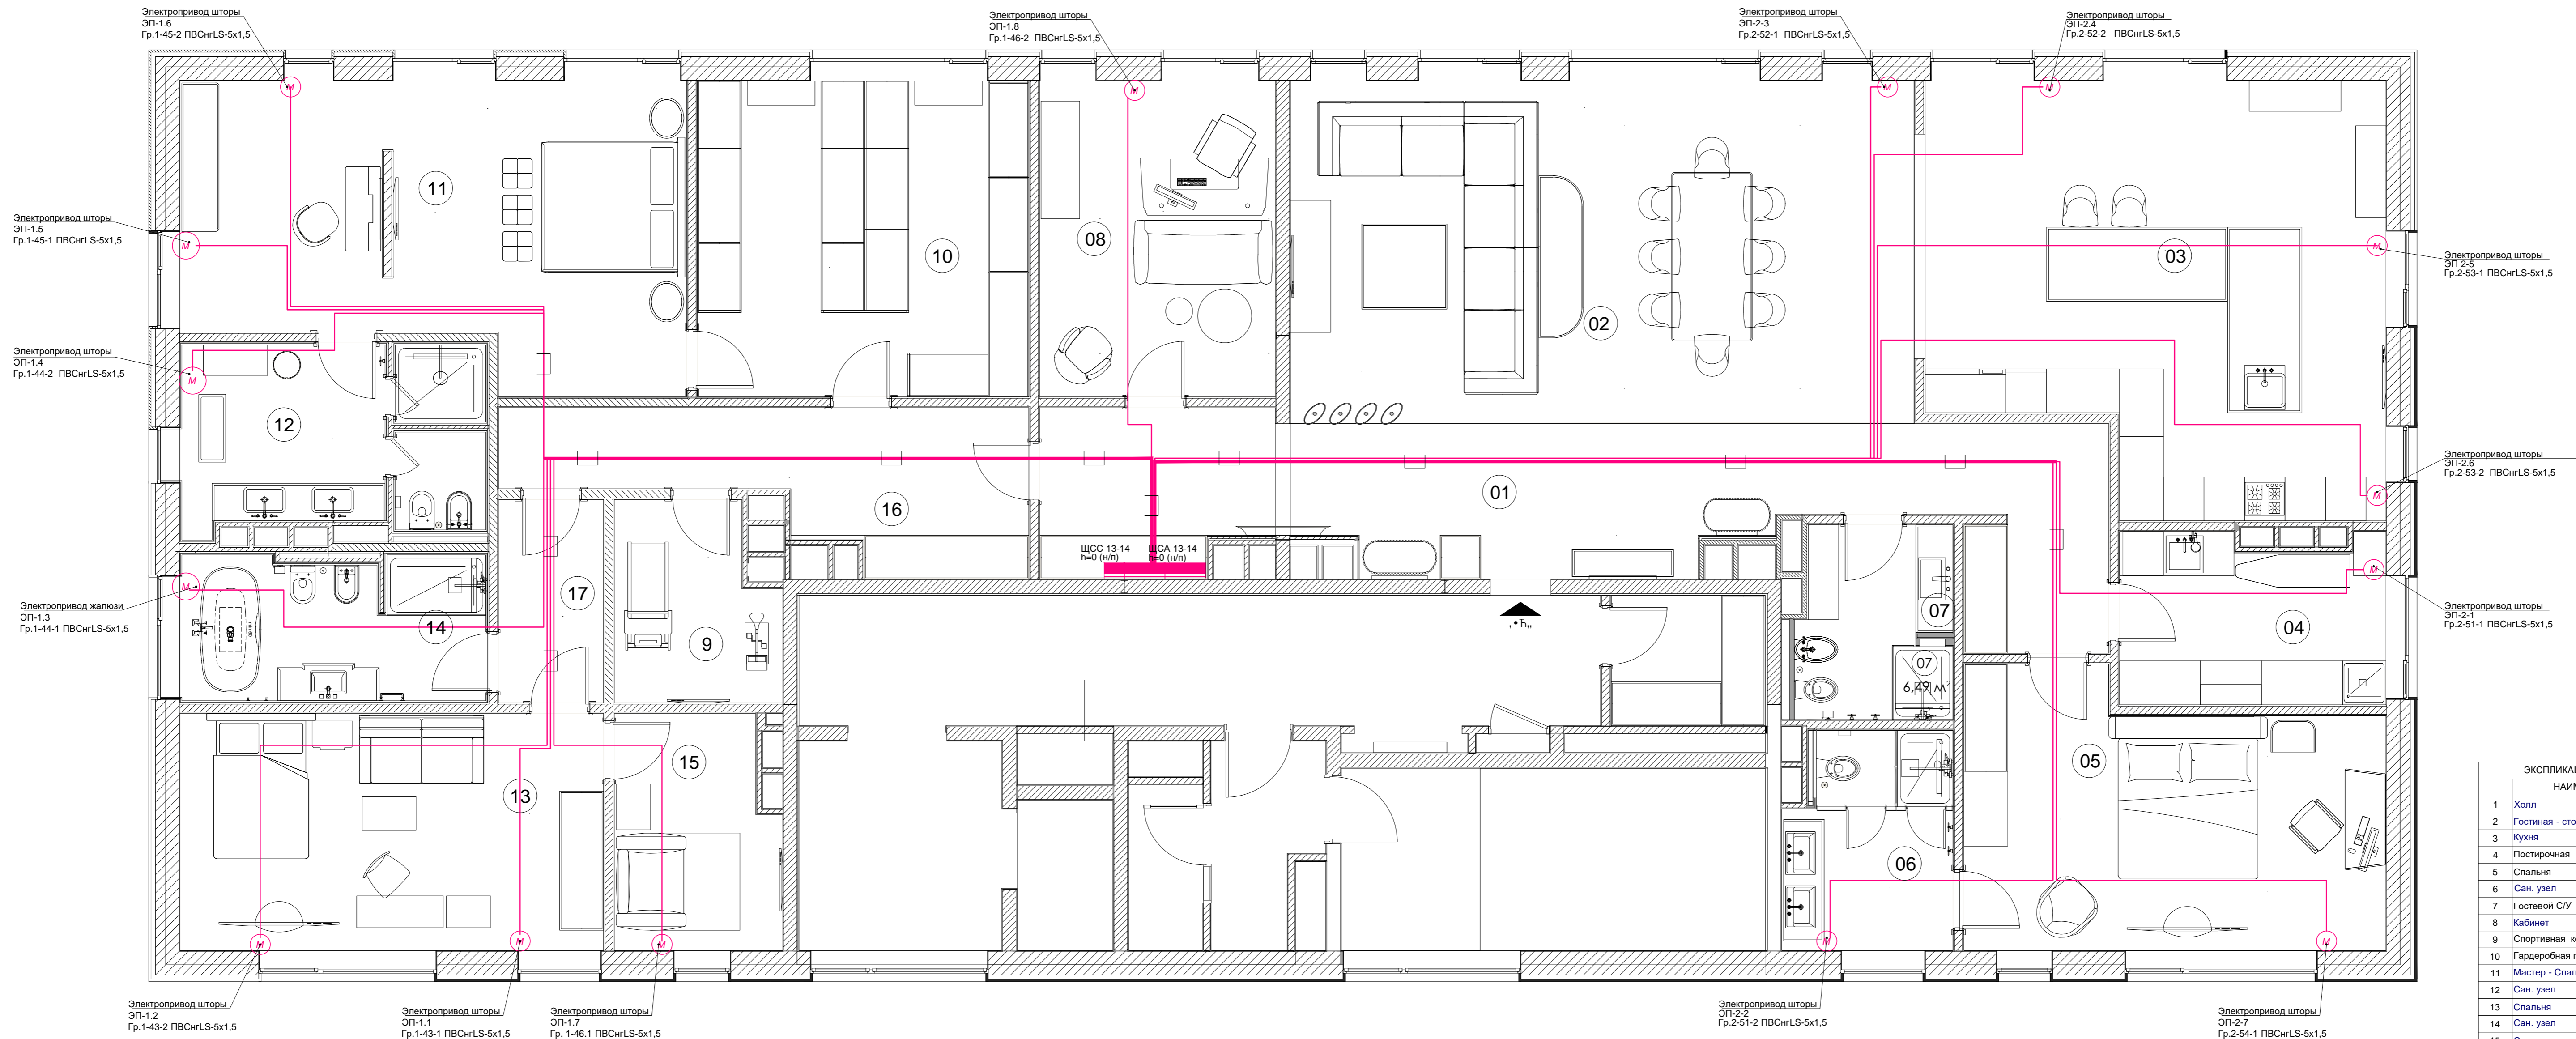 Электропривод шторы
ЭП-1.6
Гр.1-45-2 ПВСнгLS-5х1,5
Электропривод шторы
ЭП-1.8
Гр.1-46-2 ПВСнгLS-5х1,5
Электропривод шторы
ЭП-2-3
Гр.2-52-1 ПВСнгLS-5х1,5
Электропривод шторы
ЭП-2.4
Гр.2-52-2 ПВСнгLS-5х1,5
М
М
М
М
11
10
08
02
03
Электропривод шторы
ЭП-1.5
Гр.1-45-1 ПВСнгLS-5х1,5
М
М
Электропривод шторы
ЭП 2-5
Гр.2-53-1 ПВСнгLS-5х1,5
Электропривод шторы
ЭП-1.4
Гр.1-44-2 ПВСнгLS-5х1,5
М
12
16
01
Электропривод шторы
ЭП-2.6
Гр.2-53-2 ПВСнгLS-5х1,5
М
ЩСС 13-14
h=0 (н/п)
ЩСА 13-14
h=0 (н/п)
М
М
Электропривод жалюзи
ЭП-1.3
Гр.1-44-1 ПВСнгLS-5х1,5
14
17
9
07
07
6,49 м²
04
Электропривод шторы
ЭП-2-1
Гр.2-51-1 ПВСнгLS-5х1,5
13
15
06
05
М
М
М
М
М
Электропривод шторы
ЭП-1.2
Гр.1-43-2 ПВСнгLS-5х1,5
Электропривод шторы
ЭП-1.1
Гр.1-43-1 ПВСнгLS-5х1,5
Электропривод шторы
ЭП-1.7
Гр. 1-46.1 ПВСнгLS-5х1,5
Электропривод шторы
ЭП-2-2
Гр.2-51-2 ПВСнгLS-5х1,5
Электропривод шторы
ЭП-2-7
Гр.2-54-1 ПВСнгLS-5х1,5
1 Холл
2 Гостиная -
3 Кухня
4 Постирочная
5 Спальня
6 Сан. узел
7 Гостевой С/У
8 Кабинет
9 Спортивная
10 Гардеробная
11 Мастер -
12 Сан. узел
13 Спальня
14 Сан. узел